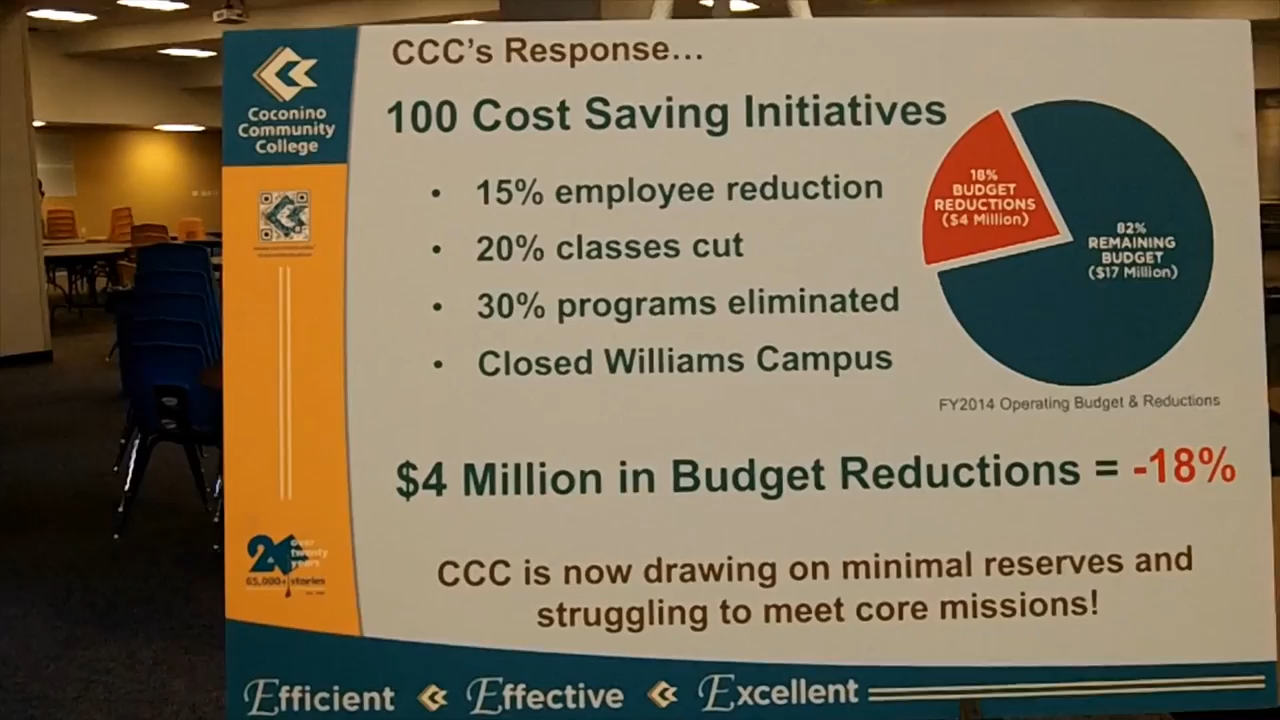 Coconino
Community
College
CCC's Response...
100 Cost Saving Initiatives
• 15% employee reduction
• 20% classes cut
• 30% programs eliminated
• Closed Williams Campus
18%
BUDGET
REDUCTIONS
($4 Million)
82%
REMAINING
BUDGET
($17 Million)
FY2014 Operating Budget & Reductions
$4 Million in Budget Reductions = -18%
CCC is now drawing on minimal reserves and
struggling to meet core missions!
20 over
twenty
years
65,000+ stories
Efficient Effective Excellent